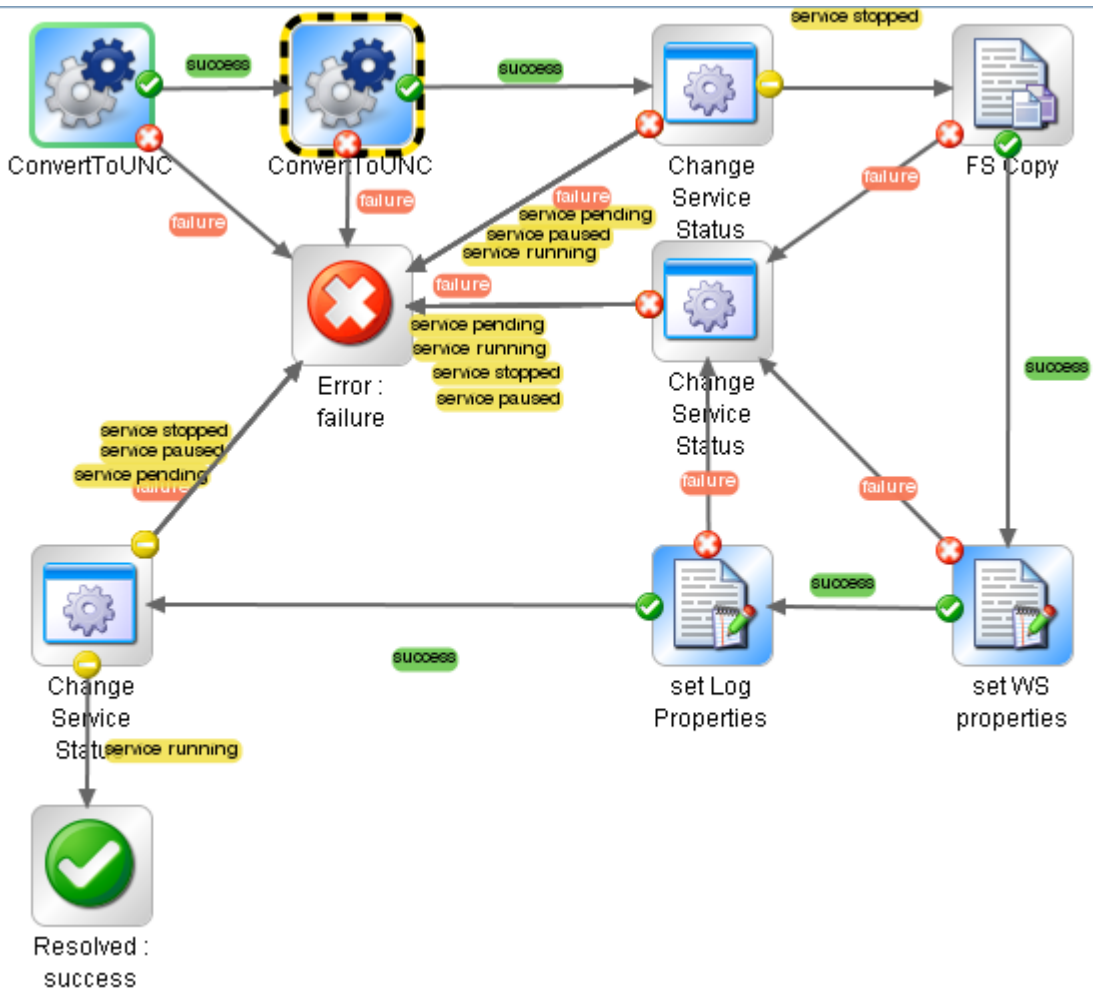 service stopped
success
success
ConvertToUNC
ConvertToUNC
Change
Service
Status
FS Copy
failure
failure
failure
failure
service pending
service paused
service running
failure
service pending
service running
service stopped
service paused
Error :
failure
Change
Service
Status
success
service stopped
service paused
service pending
failure
failure
failure
success
success
Change
Service
Status
set Log
Properties
set WS
properties
service running
Resolved :
success